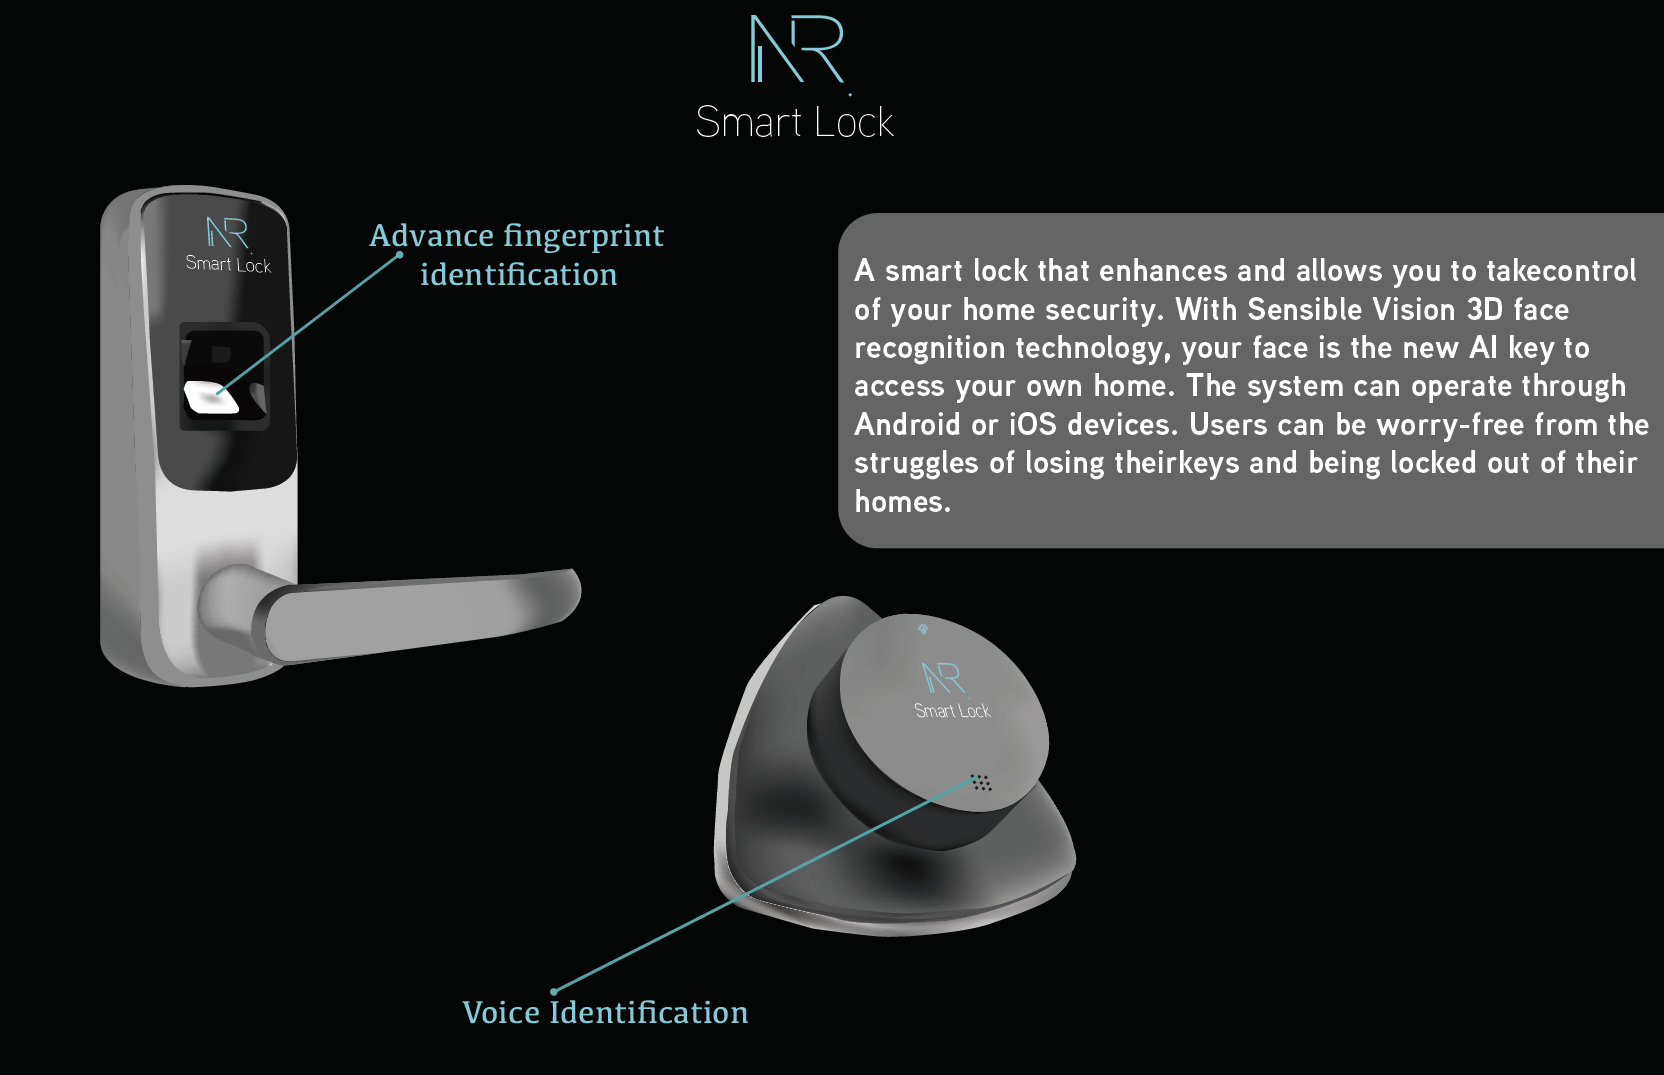 NR.
Smart Lock
NR.
Smart Lock
Advance fingerprint
identification
A smart lock that enhances and allows you to takecontrol
of your home security. With Sensible Vision 3D face
recognition technology, your face is the new AI key to
access your own home. The system can operate through
Android or iOS devices. Users can be worry-free from the
struggles of losing theirkeys and being locked out of their
homes.
NR.
Smart Lock
Voice Identification